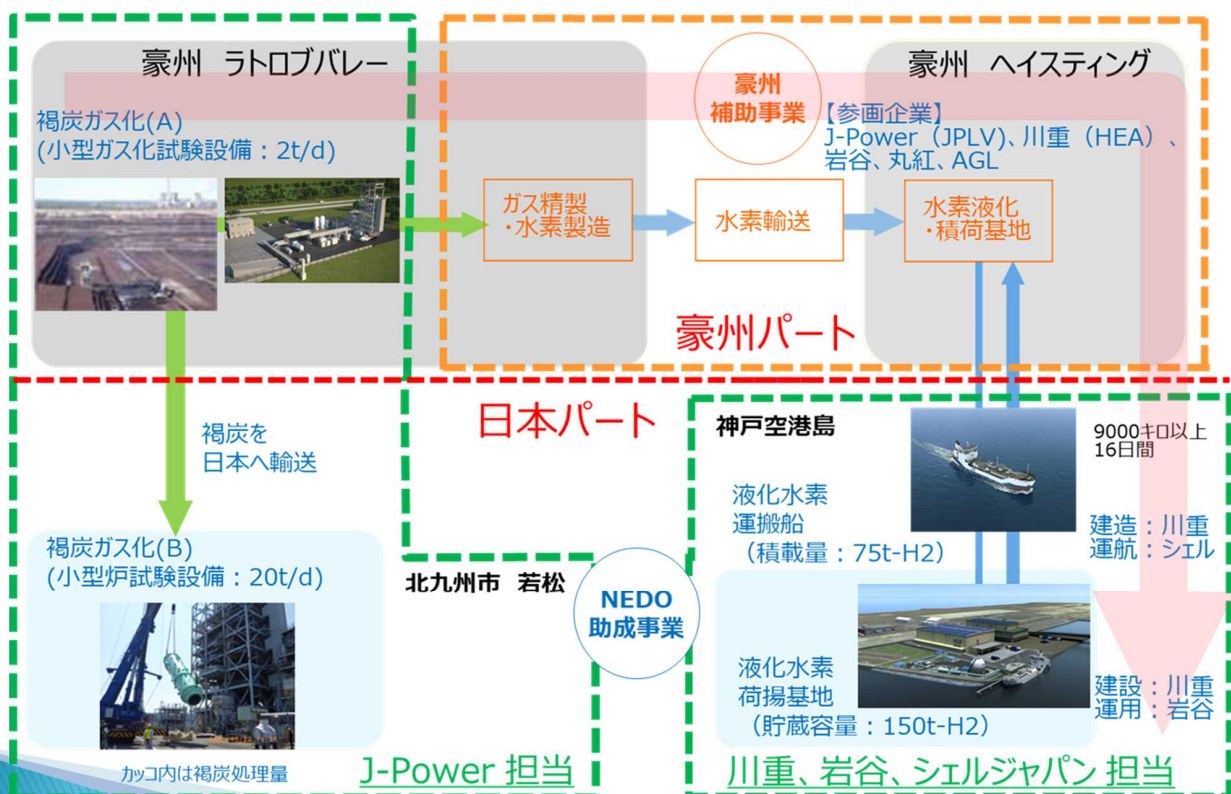 豪州 ラトロブバレー
褐炭ガス化(A)
(小型ガス化試験設備：2t/d)
豪州
補助事業
豪州 ヘイスティング
【参画企業】
J-Power（JPLV）、川重（HEA）、
岩谷、丸紅、AGL
ガス精製
・水素製造
水素輸送
水素液化
・積荷基地
豪州パート
日本パート
褐炭を
日本へ輸送
褐炭ガス化(B)
(小型炉試験設備：20t/d)
北九州市 若松
カッコ内は褐炭処理量
J-Power 担当
NEDO
助成事業
神戸空港島
9000キロ以上
16日間
液化水素
運搬船
（積載量：75t-H2）
建造：川重
運航：シェル
液化水素
荷揚基地
（貯蔵容量：150t-H2）
建設：川重
運用：岩谷
川重、岩谷、シェルジャパン 担当